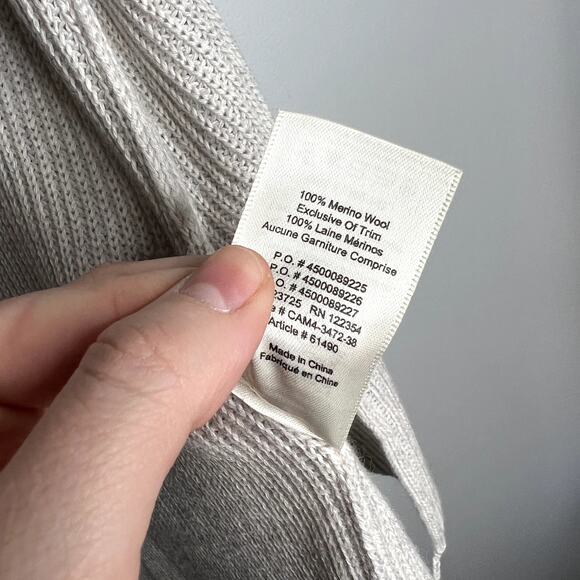 100% Merino Wool
Exclusive Of Trim
100% Laine Mérinos
Aucune Garniture Comprise
P.O. # 4500089225
P.O. # 4500089226
.O. # 4500089227
23725 RN 122354
e # CAM4-3472-38
Article # 61490
Made in China
Fabriqué en Chine